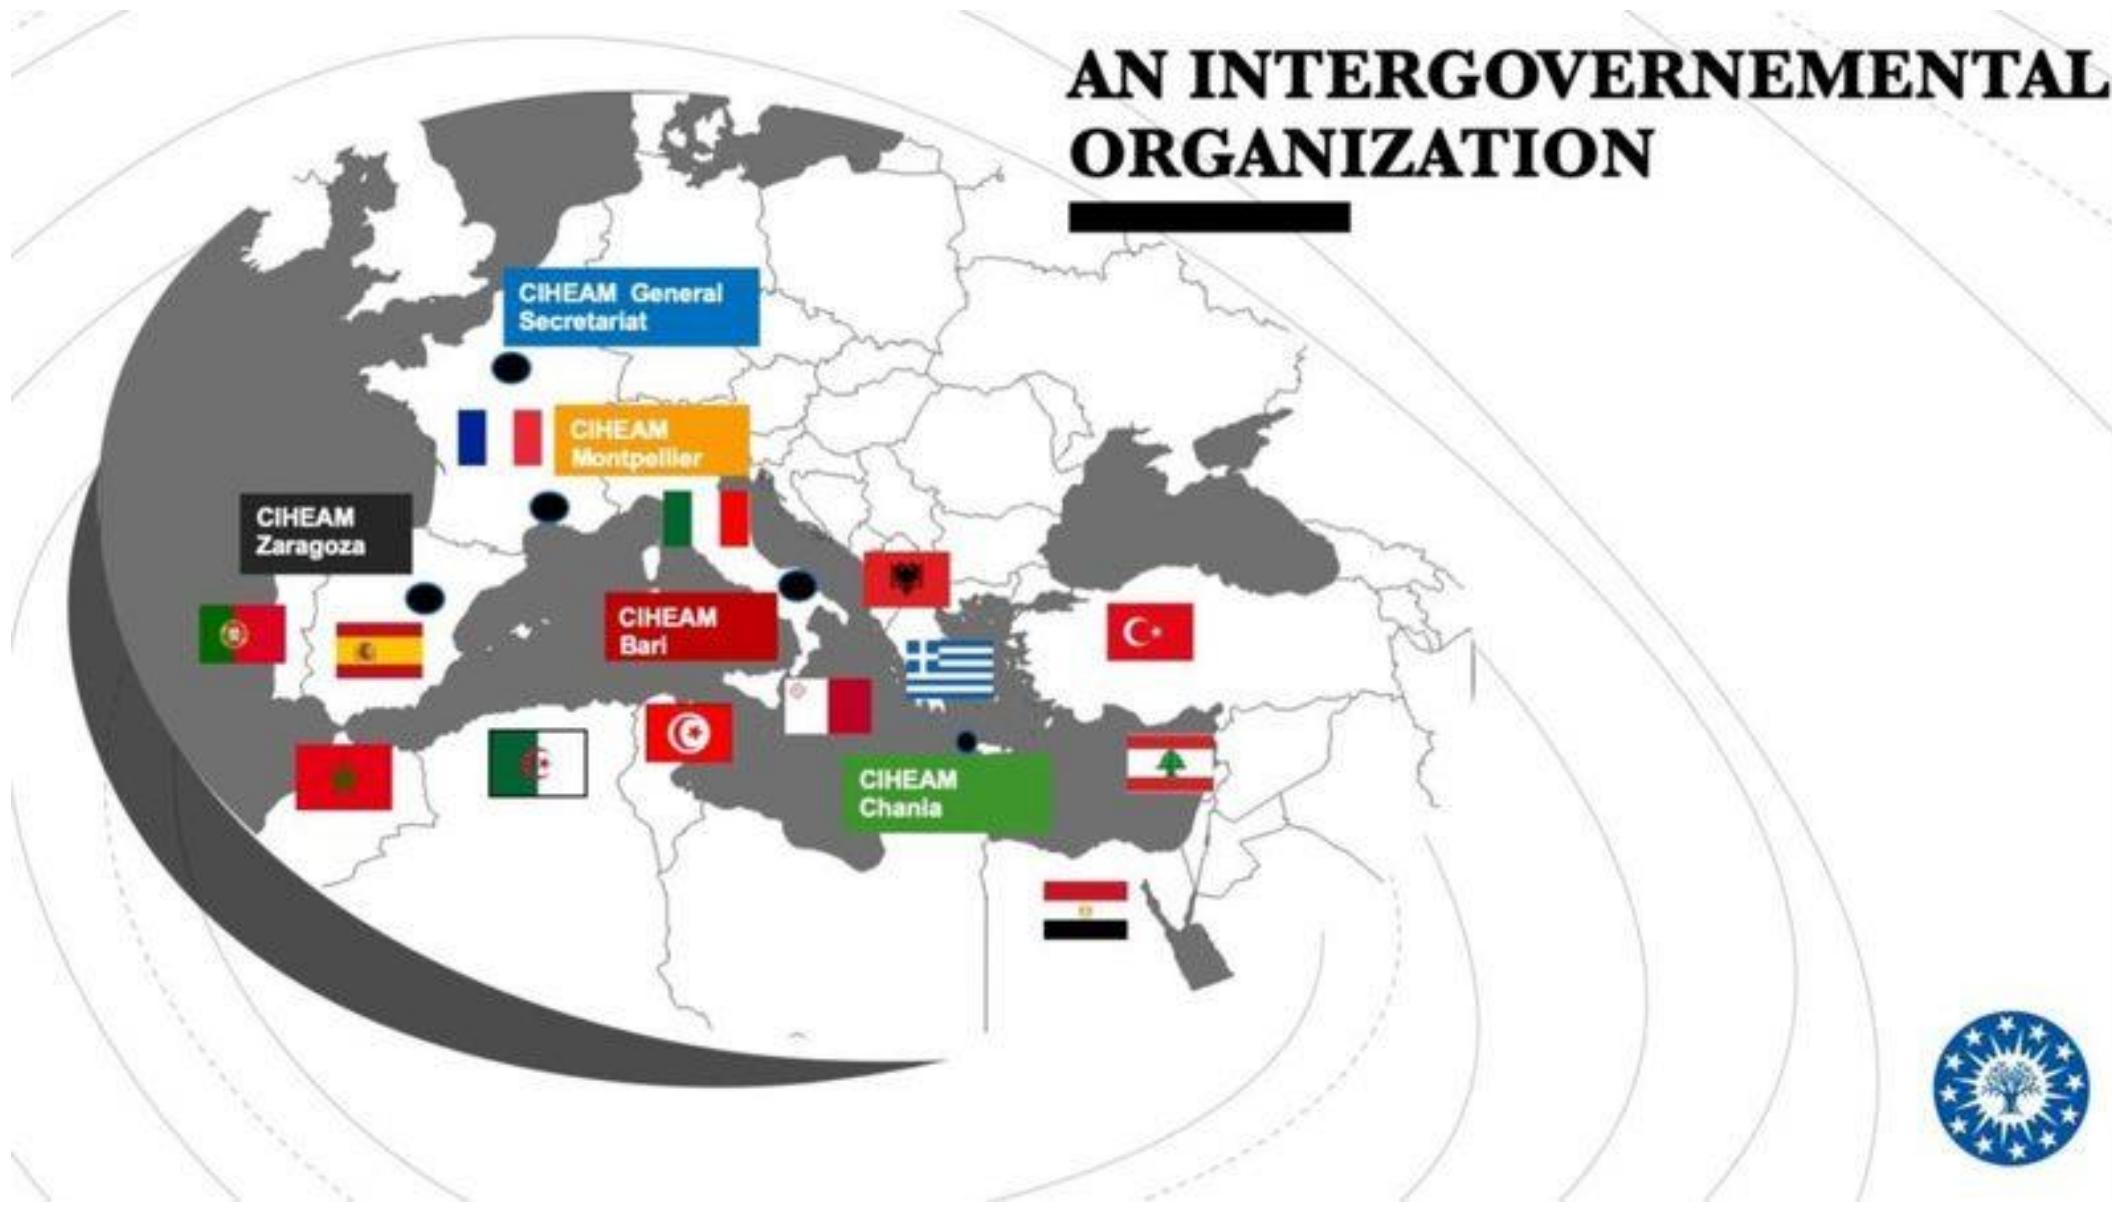 AN INTERGOVERNEMENTAL
ORGANIZATION
CIHEAM General
Secretariat
CIHEAM
Montpellier
CIHEAM
Zaragoza
CIHEAM
Bari
CIHEAM
Chania